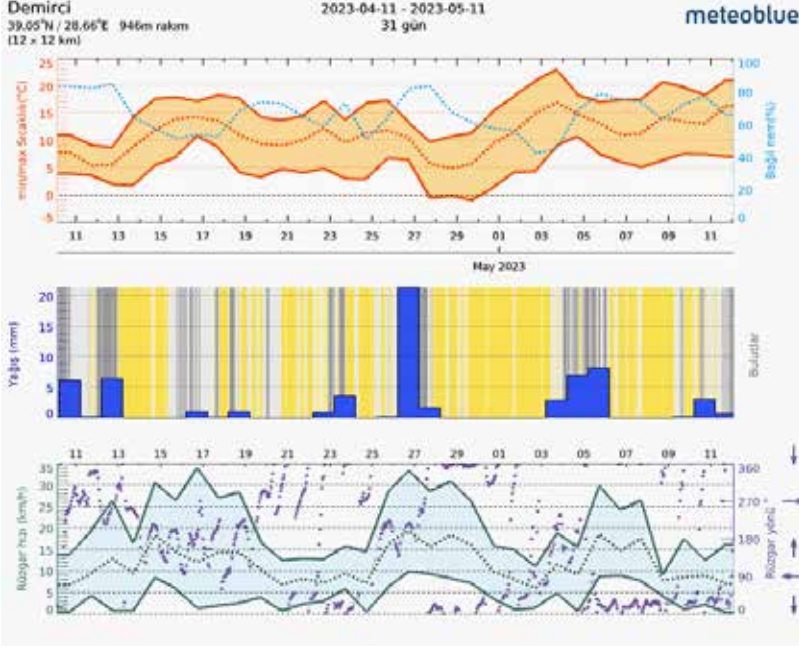 Demirci
2023-04-11 - 2023-05-11
meteoblue
39.05°N / 28.66°E 946m rakım
31 gün
(12 x 12 km)
min/max Sıcaklık(°C)
25
20
15
10
5
0
-5
100
80
60
40
20
0
Bağıl nem(%)
11 13 15 17 19 21 23 25 27 29 01 03 05 07 09 11
May 2023
Yağış (mm)
20
15
10
5
0
Bulutlar
11 13 15 17 19 21 23 25 27 29 01 03 05 07 09 11
Rüzgar hızı (km/h)
35
30
25
20
15
10
5
0
360
270
180
90
0
Rüzgar yönü °